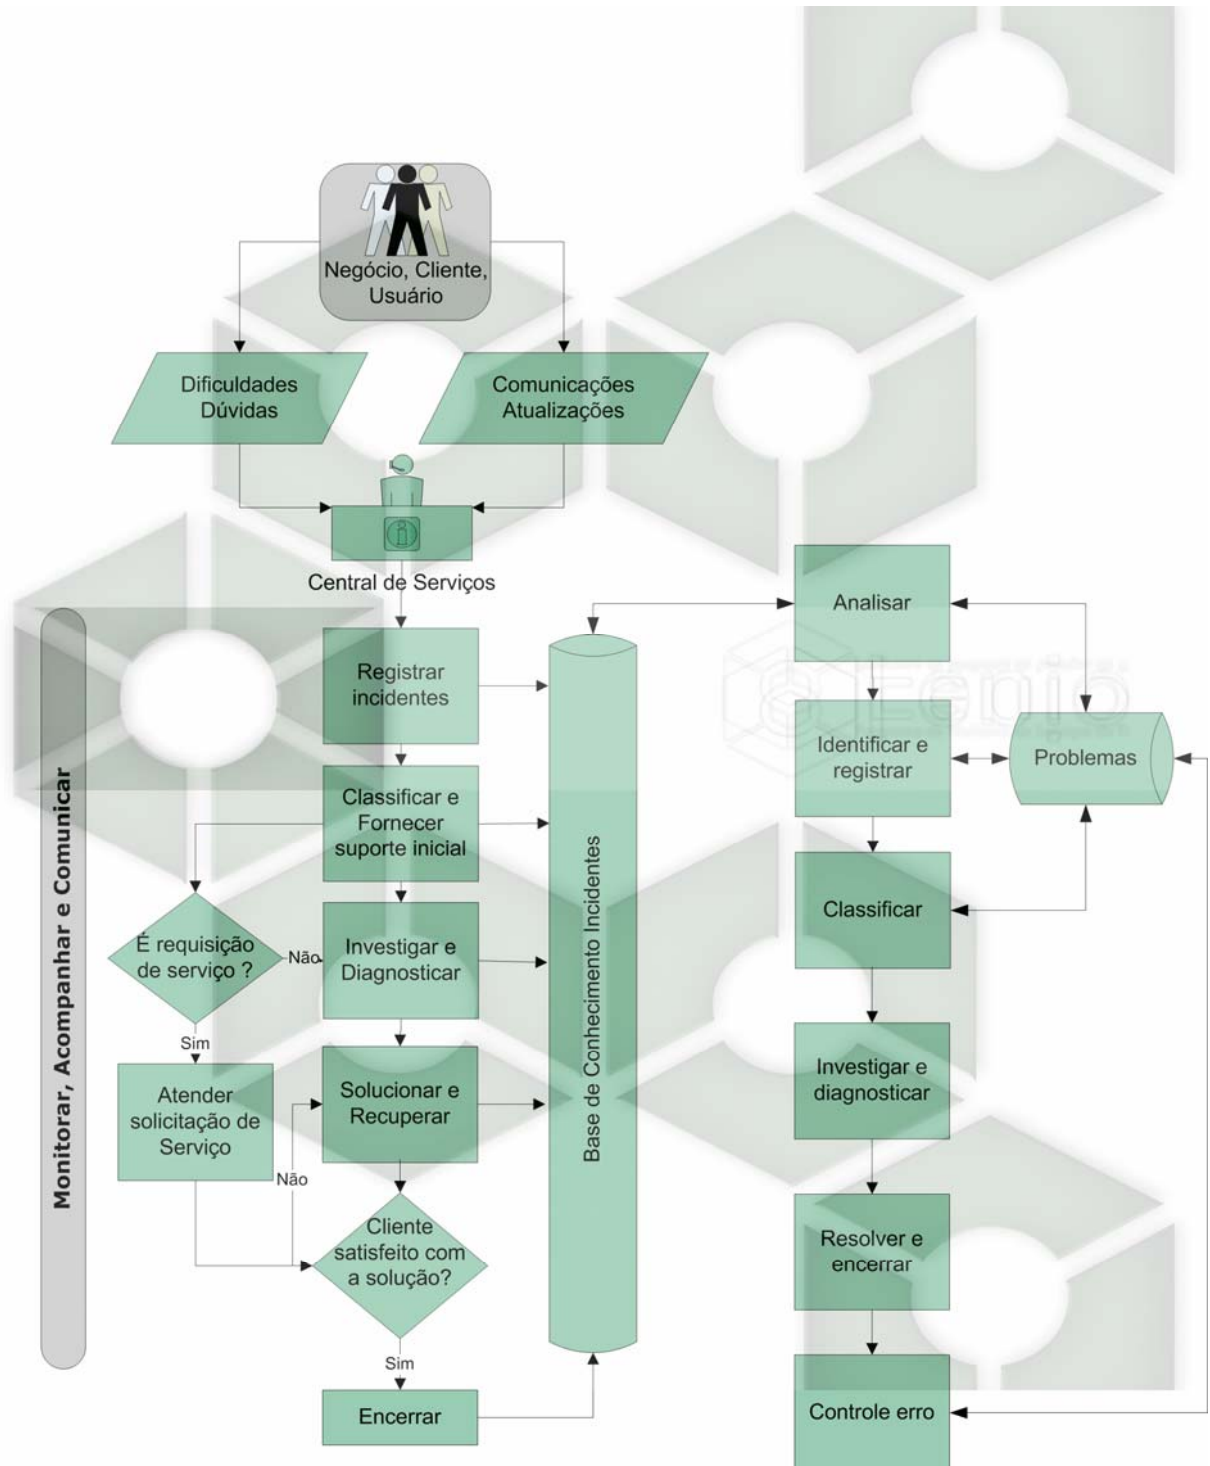 Negócio, Cliente,
Usuário
Dificuldades
Dúvidas
Comunicações
Atualizações
Central de Serviços
Monitorar, Acompanhar e Comunicar
Registrar
incidentes
Classificar e
Fornecer
suporte inicial
É requisição
de serviço ?
Não
Investigar e
Diagnosticar
Sim
Atender
solicitação de
Serviço
Solucionar e
Recuperar
Não
Cliente
satisfeito com
a solução?
Sim
Encerrar
Base de Conhecimento Incidentes
Analisar
Identificar e
registrar
Problemas
Classificar
Investigar e
diagnosticar
Resolver e
encerrar
Controle erro